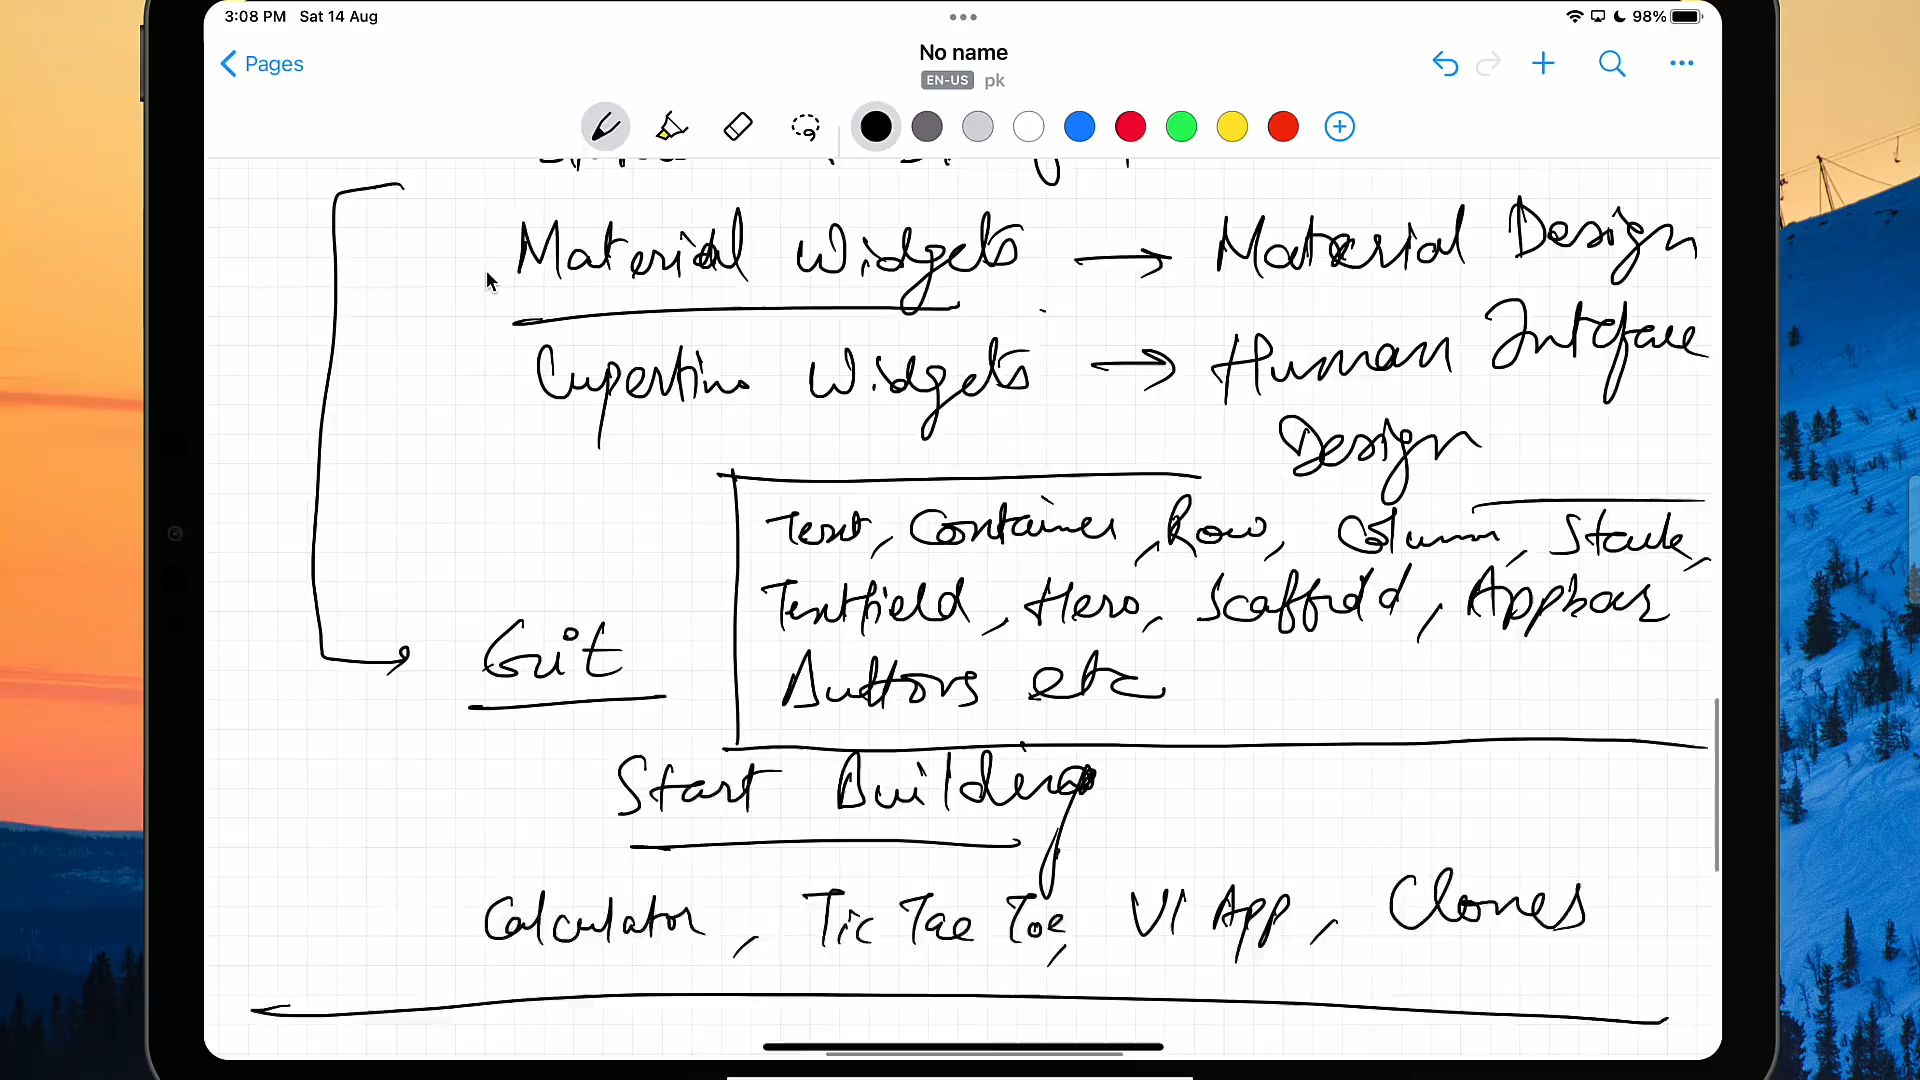 3:08 PM Sat 14 Aug
98%
Pages
No name
EN-US pk
Material Widgets → Material Design
Cupertino Widgets → Human Interface
Design
Text, Container, Row, Column, Stack,
Textfield, Hero, Scaffold, Appbar
Buttons etc
Git
Start Building
Calculator, Tic Tac Toe, UI App, Clones